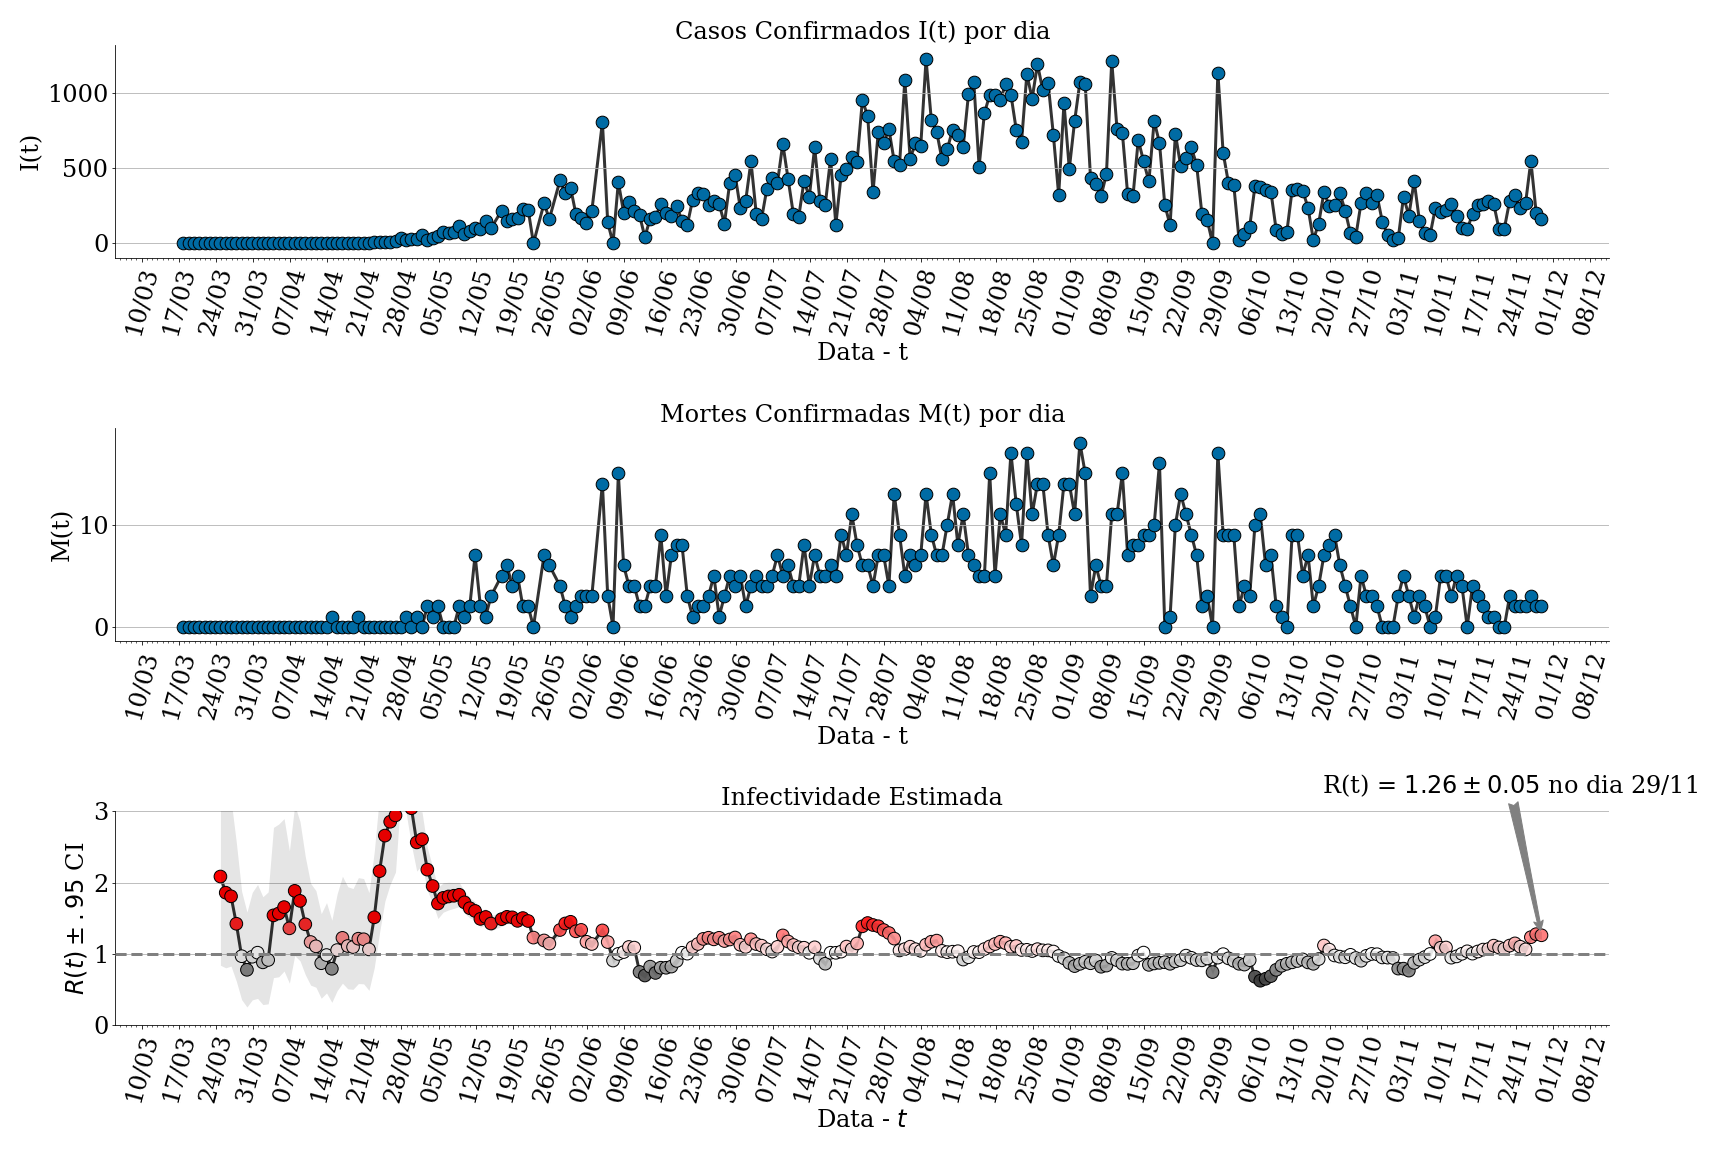 Casos Confirmados I(t) por dia
I(t)
1000
500
0
10/03 17/03 24/03 31/03 07/04 14/04 21/04 28/04 05/05 12/05 19/05 26/05 02/06 09/06 16/06 23/06 30/06 07/07 14/07 21/07 28/07 04/08 11/08 18/08 25/08 01/09 08/09 15/09 22/09 29/09 06/10 13/10 20/10 27/10 03/11 10/11 17/11 24/11 01/12 08/12
Data - t
Mortes Confirmadas M(t) por dia
M(t)
10
0
10/03 17/03 24/03 31/03 07/04 14/04 21/04 28/04 05/05 12/05 19/05 26/05 02/06 09/06 16/06 23/06 30/06 07/07 14/07 21/07 28/07 04/08 11/08 18/08 25/08 01/09 08/09 15/09 22/09 29/09 06/10 13/10 20/10 27/10 03/11 10/11 17/11 24/11 01/12 08/12
Data - t
R(t) = 1.26 ± 0.05 no dia 29/11
Infectividade Estimada
R(t) ± .95 CI
3
2
1
0
10/03 17/03 24/03 31/03 07/04 14/04 21/04 28/04 05/05 12/05 19/05 26/05 02/06 09/06 16/06 23/06 30/06 07/07 14/07 21/07 28/07 04/08 11/08 18/08 25/08 01/09 08/09 15/09 22/09 29/09 06/10 13/10 20/10 27/10 03/11 10/11 17/11 24/11 01/12 08/12
Data - t